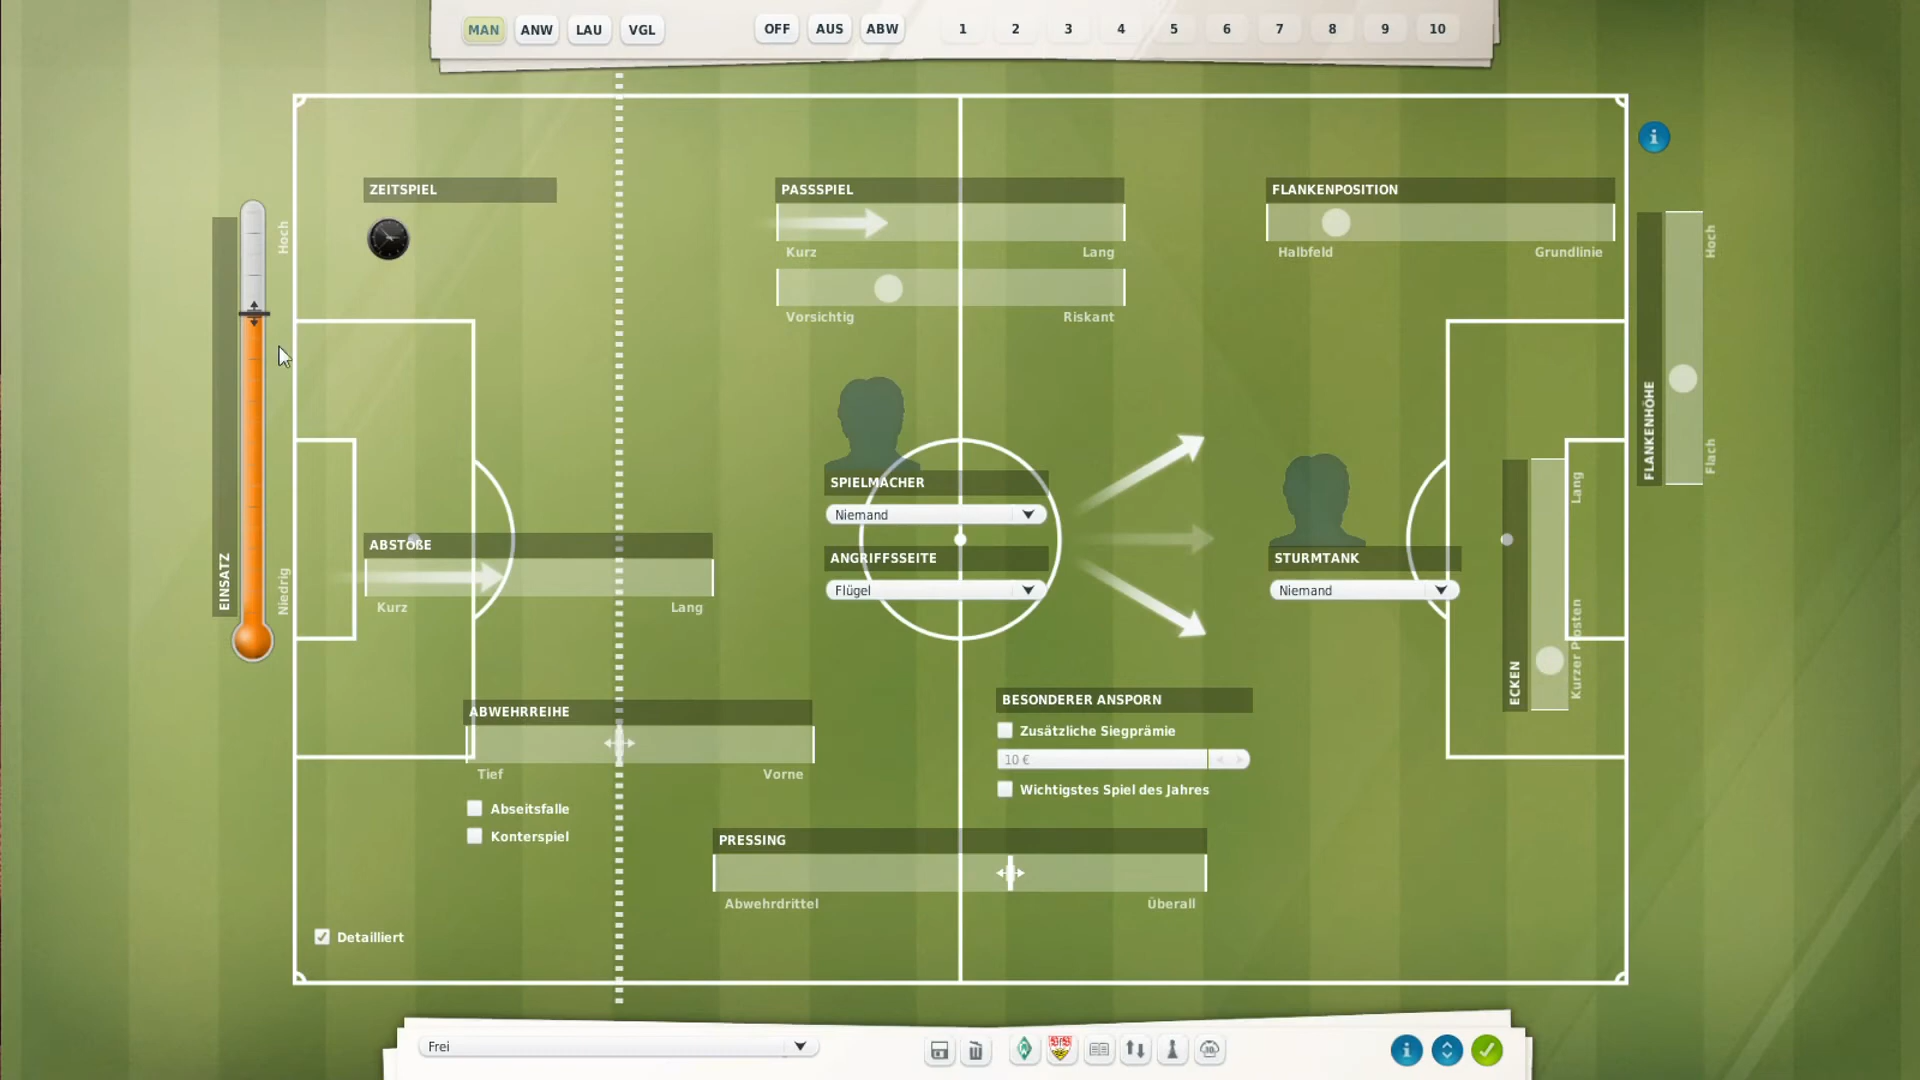 MAN ANW LAU VGL OFF AUS ABW 1 2 3 4 5 6 7 8 9 10
ZEITSPIEL
PASSSPIEL
Kurz Lang
Vorsichtig Riskant
FLANKENPOSITION
Halbfeld Grundlinie
EINSATZ
Hoch
Niedrig
FLANKENHÖHE
Hoch
Flach
SPIELMACHER
Niemand
ANGRIFFSSEITE
Flügel
STURMTANK
Niemand
ABSTÖßE
Kurz Lang
ECKEN
Lang
Kurzer Pfosten
ABWEHRREIHE
Tief Vorne
Abseitsfalle
Konterspiel
BESONDERER ANSPORN
Zusätzliche Siegprämie
10 €
Wichtigstes Spiel des Jahres
PRESSING
Abwehrdrittel Überall
Detailliert
Frei